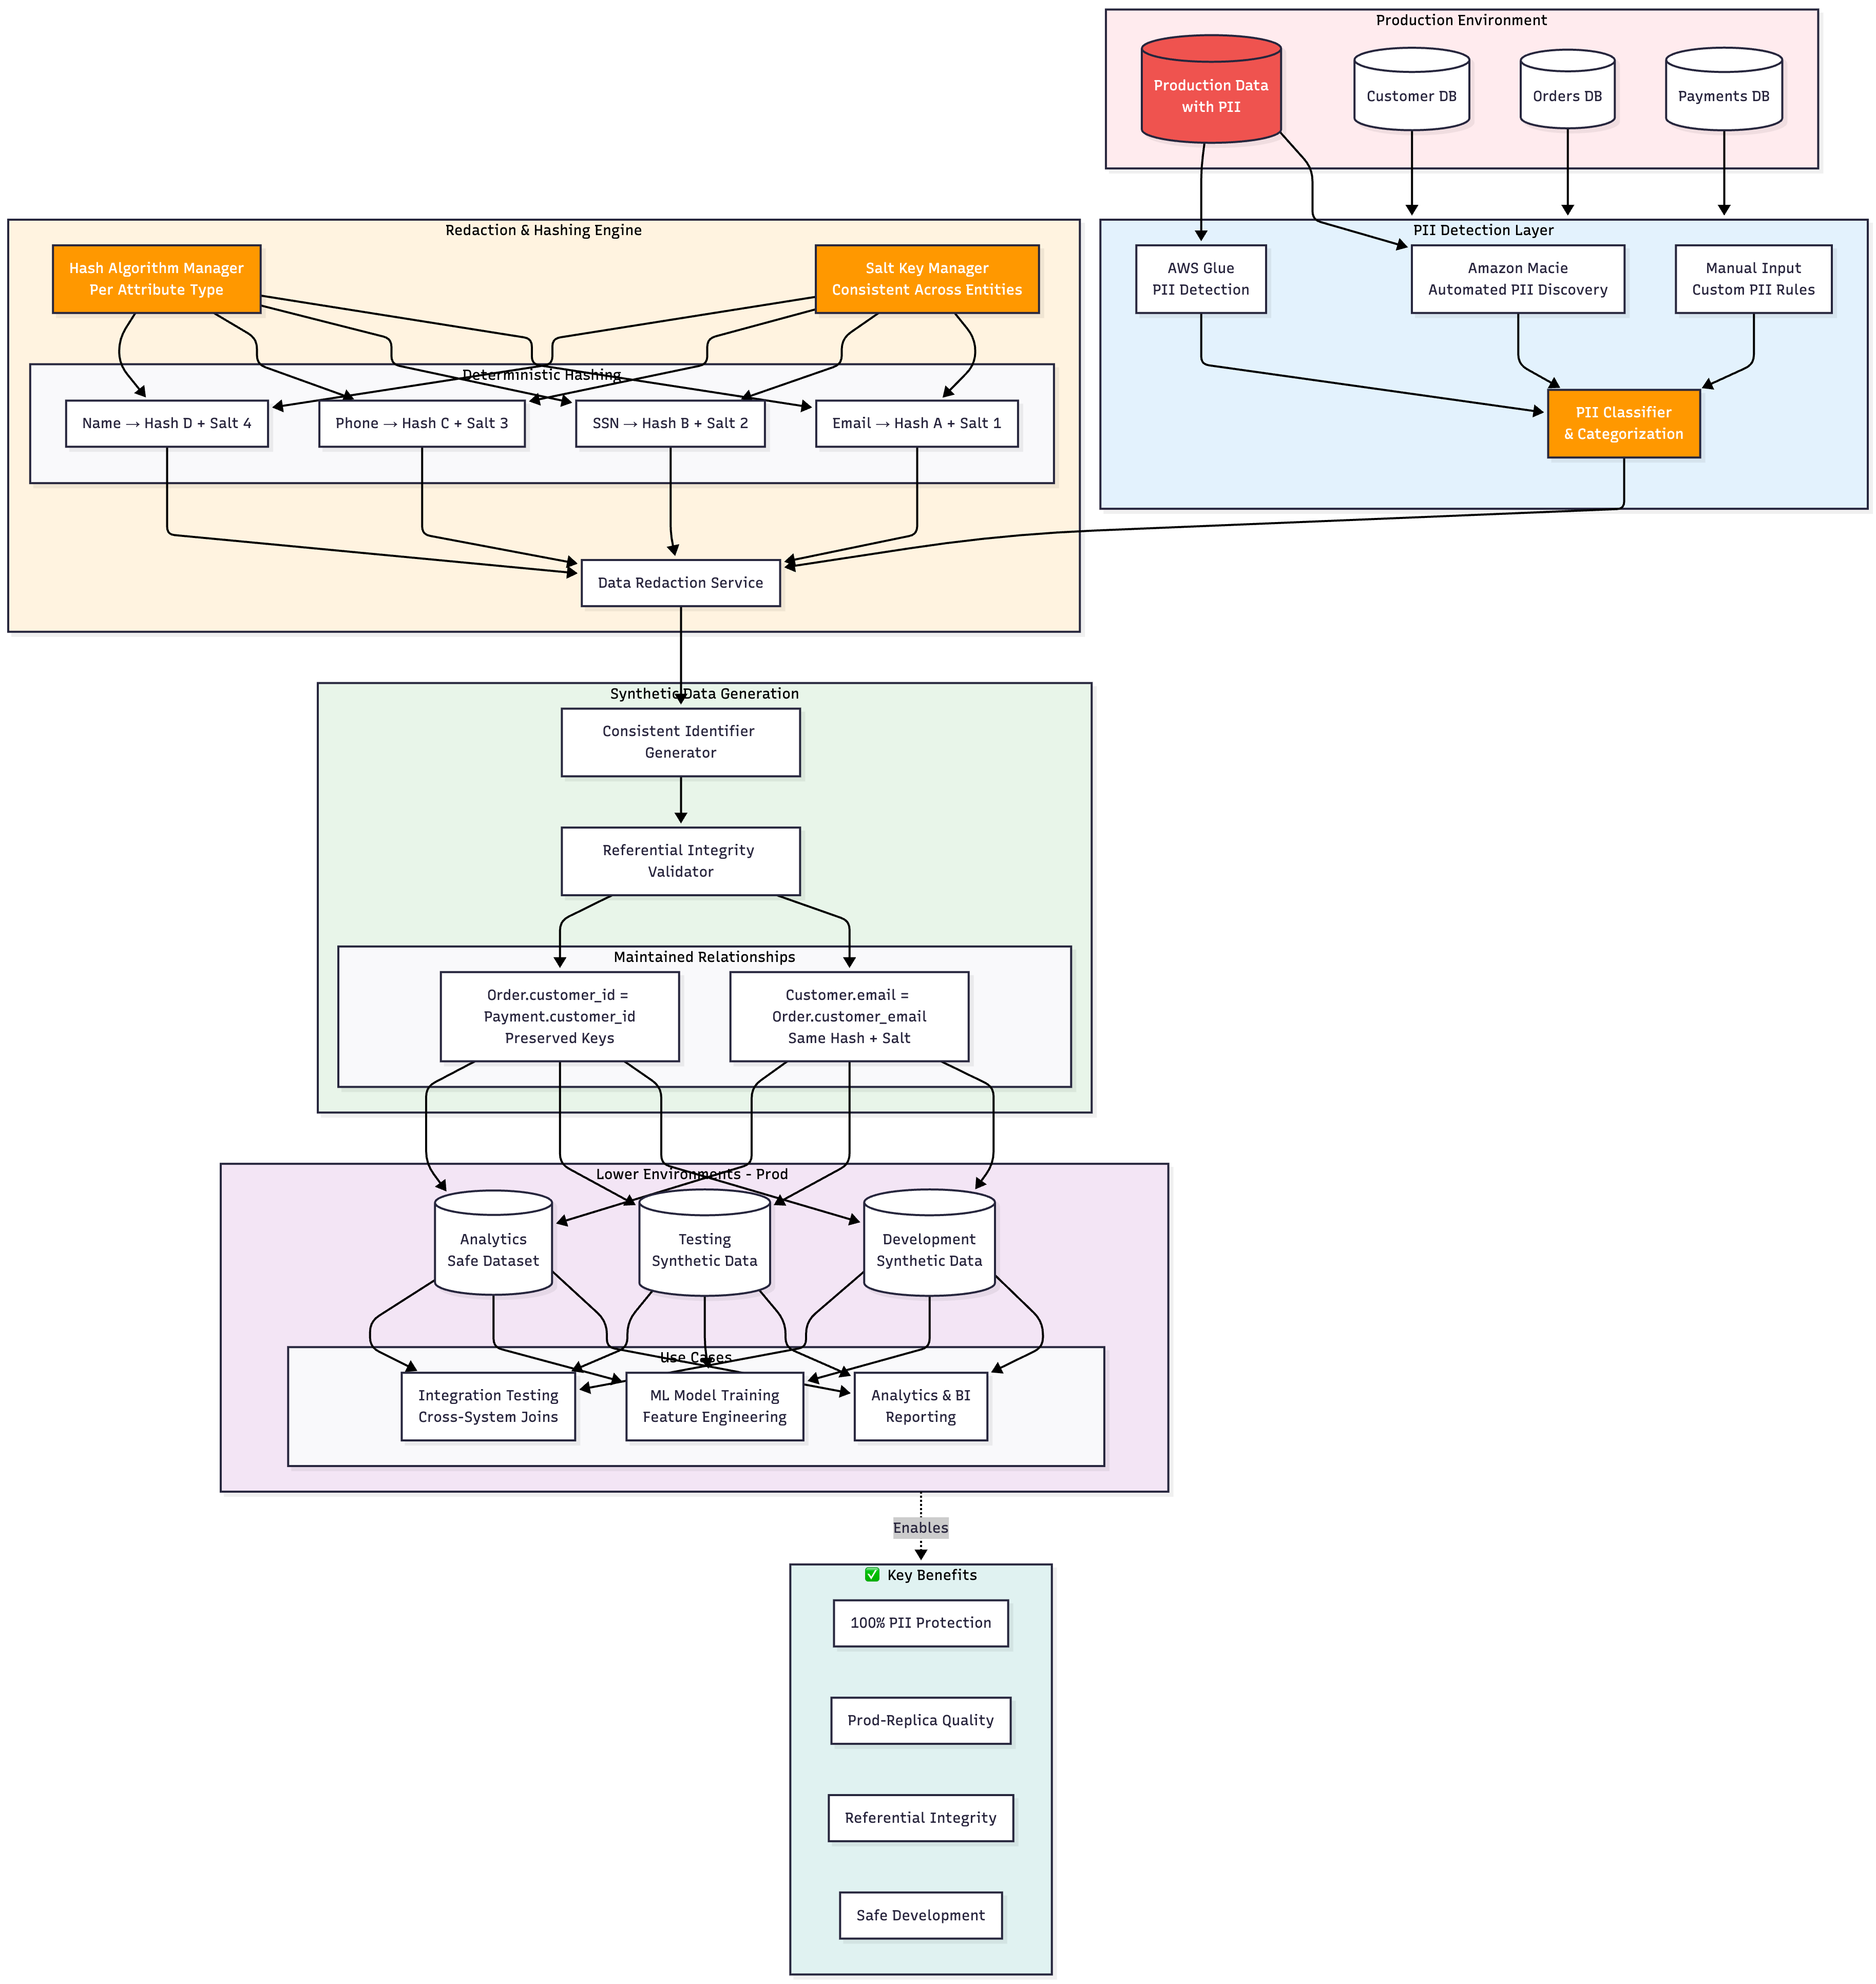 Production Environment
Production Data
with PII
Customer DB
Orders DB
Payments DB
Redaction & Hashing Engine
Hash Algorithm Manager
Per Attribute Type
Salt Key Manager
Consistent Across Entities
Deterministic Hashing
Name → Hash D + Salt 4
Phone → Hash C + Salt 3
SSN → Hash B + Salt 2
Email → Hash A + Salt 1
Data Redaction Service
PII Detection Layer
AWS Glue
PII Detection
Amazon Macie
Automated PII Discovery
Manual Input
Custom PII Rules
PII Classifier
& Categorization
Synthetic Data Generation
Consistent Identifier
Generator
Referential Integrity
Validator
Maintained Relationships
Order.customer_id =
Payment.customer_id
Preserved Keys
Customer.email =
Order.customer_email
Same Hash + Salt
Lower Environments - Prod
Analytics
Safe Dataset
Testing
Synthetic Data
Development
Synthetic Data
Use Cases
Integration Testing
Cross-System Joins
ML Model Training
Feature Engineering
Analytics & BI
Reporting
Enables
✅ Key Benefits
100% PII Protection
Prod-Replica Quality
Referential Integrity
Safe Development